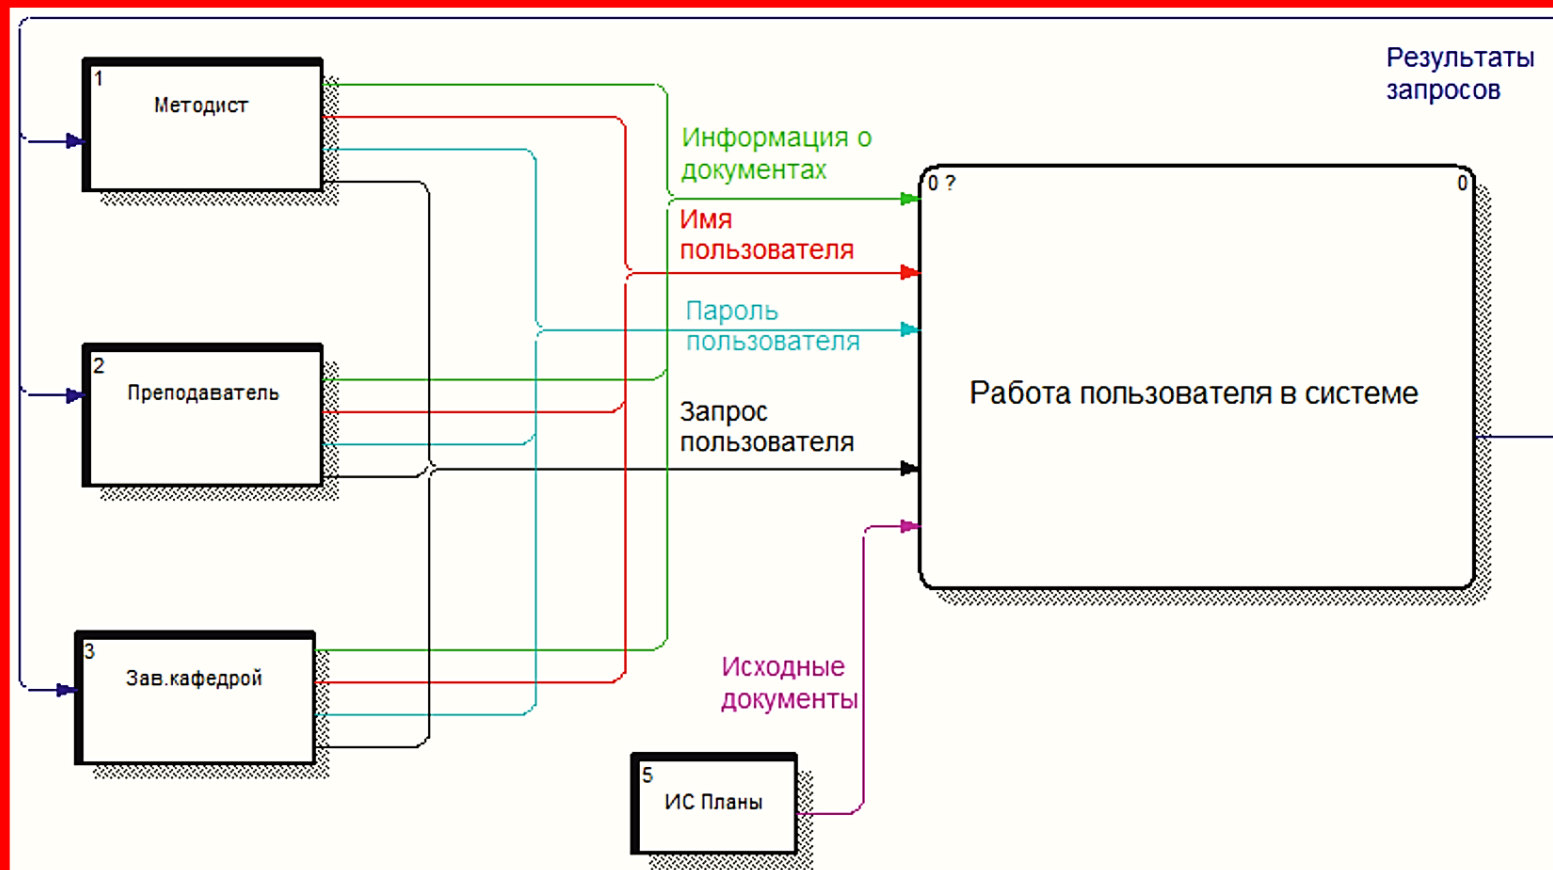 Результаты
запросов
1
Методист
Информация о
документах
0 ?
0
Имя
пользователя
Пароль
пользователя
2
Преподаватель
Работа пользователя в системе
Запрос
пользователя
3
Зав.кафедрой
Исходные
документы
5
ИС Планы